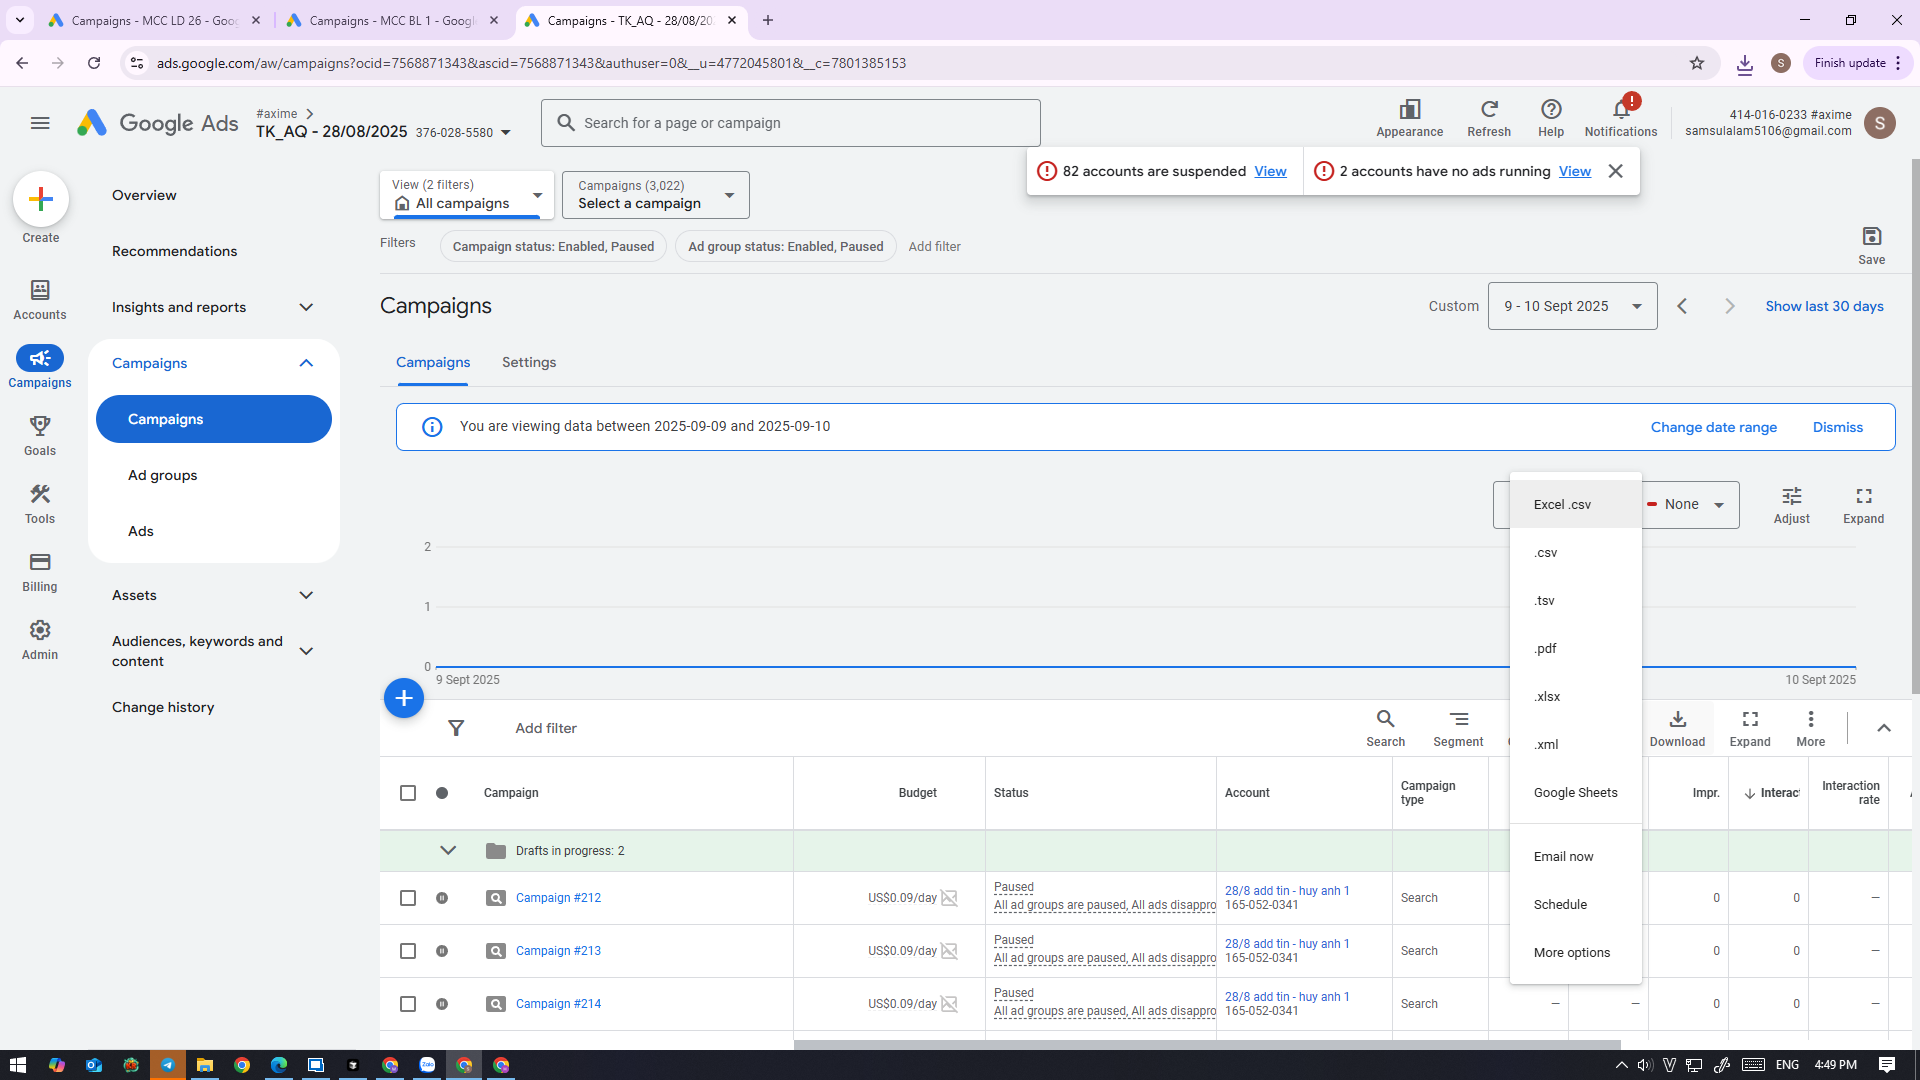 Campaigns - MCC LD 26 - Goog
Campaigns - MCC BL 1 - Google
Campaigns - TK_AQ - 28/08/20
ads.google.com/aw/campaigns?ocid=7568871343&ascid=7568871343&authuser=0&__u=4772045801&__c=7801385153
S
Finish update
Google Ads
#axime
TK_AQ - 28/08/2025 376-028-5580
Search for a page or campaign
Appearance
Refresh
Help
Notifications
414-016-0233 #axime
samsulalam5106@gmail.com
S
82 accounts are suspended View
2 accounts have no ads running View
Create
Accounts
Campaigns
Goals
Tools
Billing
Admin
Overview
Recommendations
Insights and reports
Campaigns
Campaigns
Ad groups
Ads
Assets
Audiences, keywords and
content
Change history
View (2 filters)
All campaigns
Campaigns (3,022)
Select a campaign
Filters
Campaign status: Enabled, Paused
Ad group status: Enabled, Paused
Add filter
Save
Campaigns
Custom
9 - 10 Sept 2025
Show last 30 days
Campaigns
Settings
You are viewing data between 2025-09-09 and 2025-09-10
Change date range
Dismiss
None
Adjust
Expand
2
1
0
9 Sept 2025
10 Sept 2025
Excel .csv
.csv
.tsv
.pdf
.xlsx
.xml
Google Sheets
Email now
Schedule
More options
Add filter
Search
Segment
Download
Expand
More
Campaign
Budget
Status
Account
Campaign
type
Impr.
Interac
Interaction
rate
Drafts in progress: 2
Campaign #212
US$0.09/day
Paused
All ad groups are paused, All ads disappro
28/8 add tin - huy anh 1
165-052-0341
Search
0
0
—
Campaign #213
US$0.09/day
Paused
All ad groups are paused, All ads disappro
28/8 add tin - huy anh 1
165-052-0341
Search
0
0
—
Campaign #214
US$0.09/day
Paused
All ad groups are paused, All ads disappro
28/8 add tin - huy anh 1
165-052-0341
Search
—
—
0
0
—
Zalo
ENG
4:49 PM